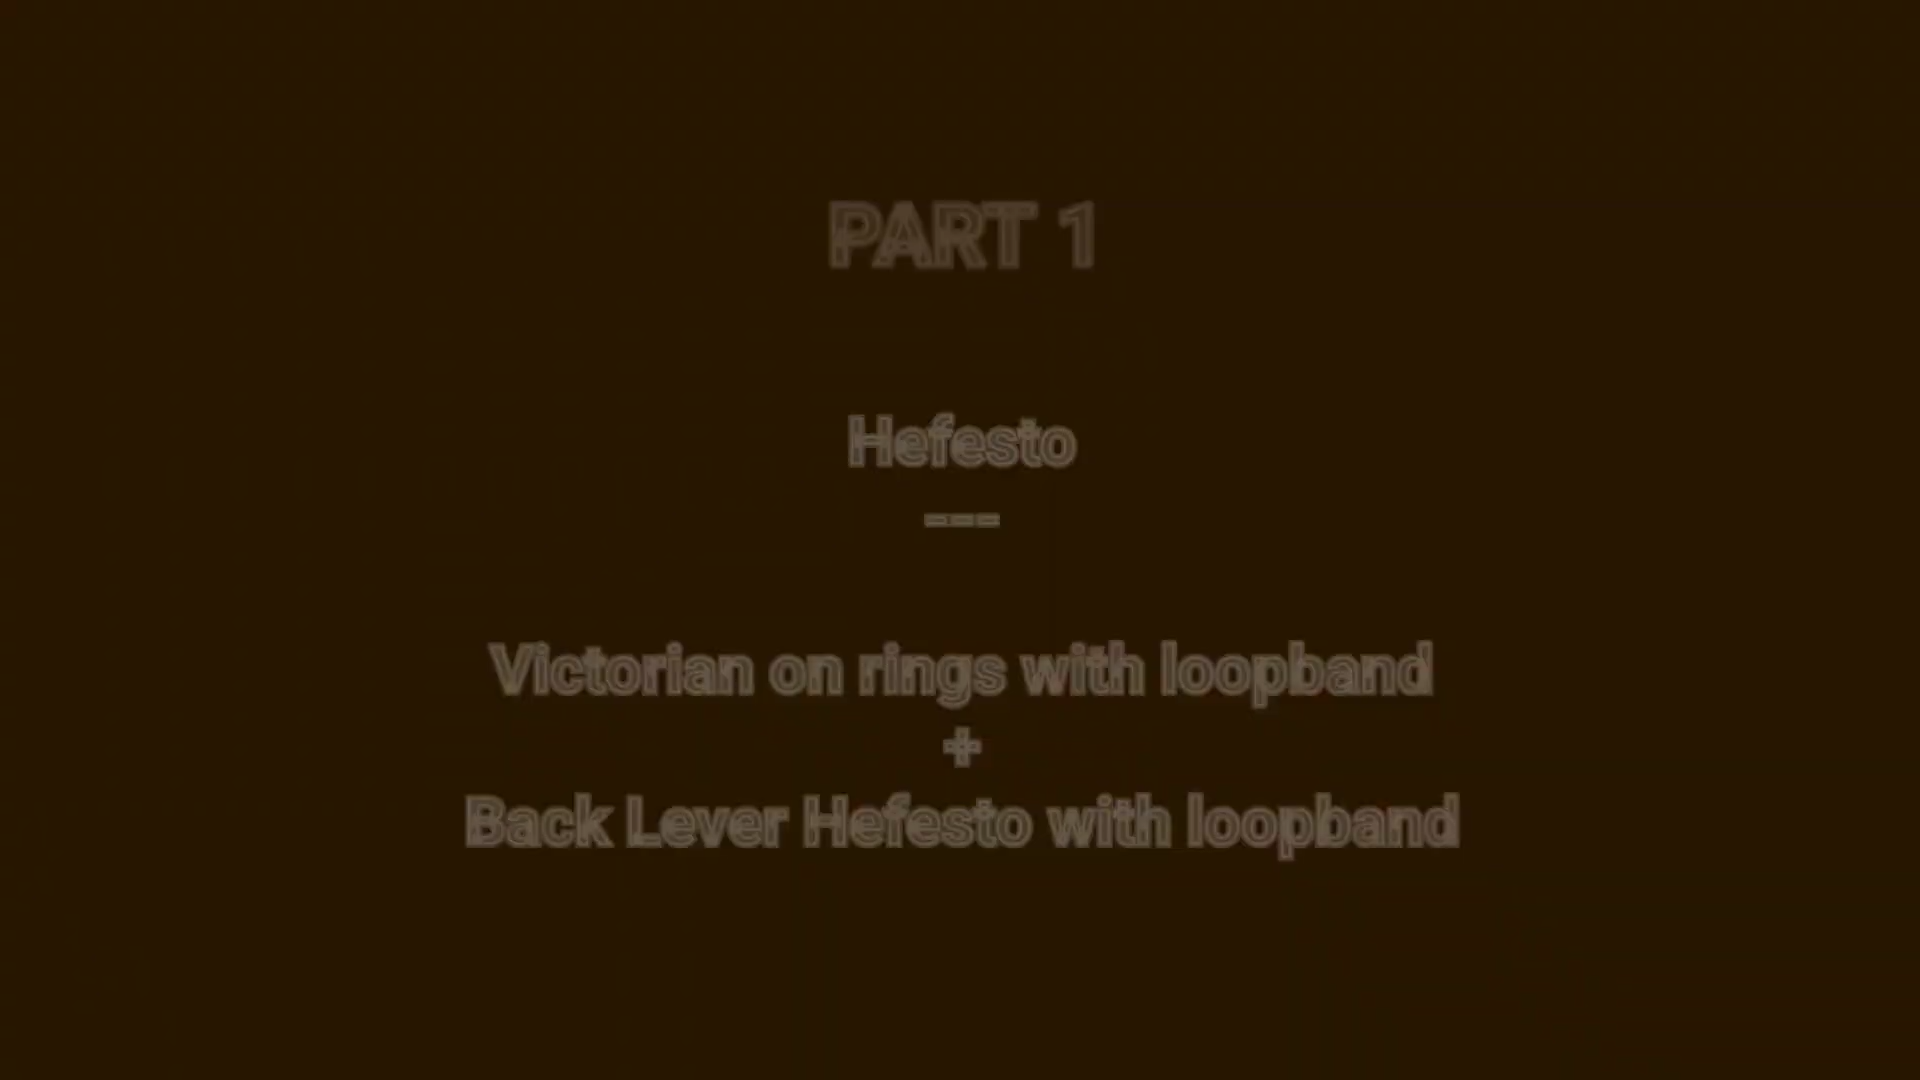 PART 1
Hefesto
---
Victorian on rings with loopband
+
Back Lever Hefesto with loopband